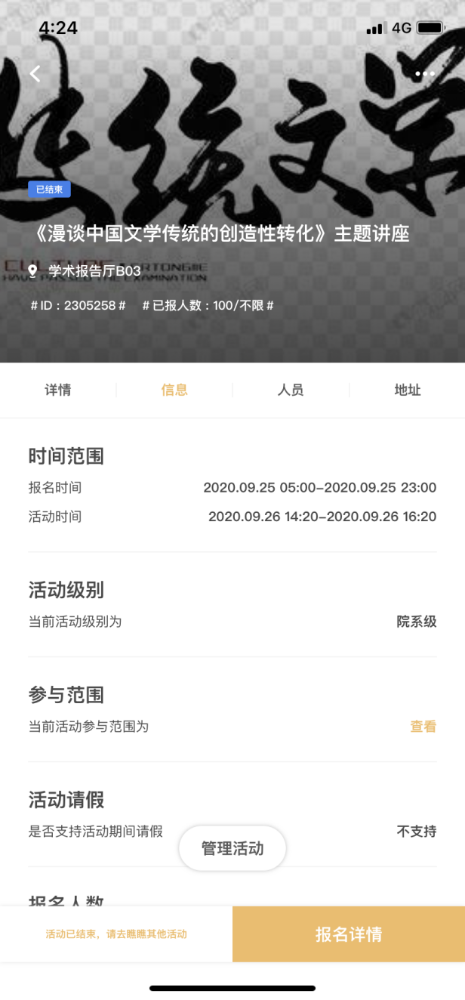 4:24
4G
传统文学
已结束
《漫谈中国文学传统的创造性转化》主题讲座
学术报告厅B03
#ID：2305258# #已报人数：100/不限#
详情 信息 人员 地址
时间范围
报名时间 2020.09.25 05:00-2020.09.25 23:00
活动时间 2020.09.26 14:20-2020.09.26 16:20
活动级别
当前活动级别为 院系级
参与范围
当前活动参与范围为 查看
活动请假
是否支持活动期间请假 不支持
管理活动
报名人数
活动已结束，请去瞧瞧其他活动 报名详情